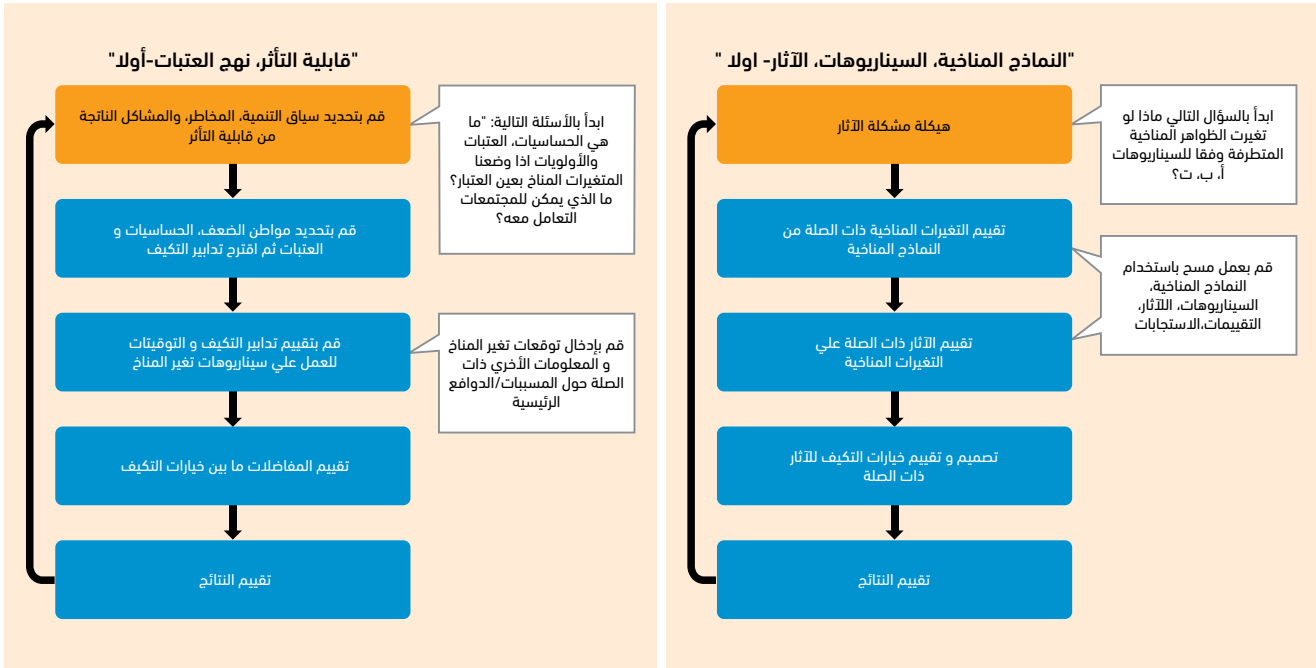 "النماذج المناخية، السيناريوهات، الآثار- اولا "
هيكلة مشكلة الآثار
ابدأ بالسؤال التالي ماذا لو
تغيرت الظواهر المناخية
المتطرفة وفقا للسيناريوهات
أ، ب، ت؟
تقييم التغيرات المناخية ذات الصلة من
النماذج المناخية
قم بعمل مسح باستخدام
النماذج المناخية،
السيناريوهات، اللآثار،
التقييمات،الاستجابات
تقييم الآثار ذات الصلة علي
التغيرات المناخية
تصميم و تقييم خيارات التكيف للآثار
ذات الصلة
تقييم النتائج
"قابلية التأثر، نهج العتبات-أولا"
قم بتحديد سياق التنمية، المخاطر، والمشاكل الناتجة
من قابلية التأثر
ابدأ بالأسئلة التالية: "ما
هي الحساسيات، العتبات
والأولويات اذا وضعنا
المتغيرات المناخ بعين العتبار؟
ما الذي يمكن للمجتمعات
التعامل معه؟
قم بتحديد مواطن الضعف، الحساسيات و
العتبات ثم اقترح تدابير التكيف
قم بتقييم تدابير التكيف و التوقيتات
للعمل علي سيناريوهات تغير المناخ
قم بإدخال توقعات تغير المناخ
و المعلومات الأخري ذات
الصلة حول المسببات/الدوافع
الرئيسية
تقييم المفاضلات ما بين خيارات التكيف
تقييم النتائج